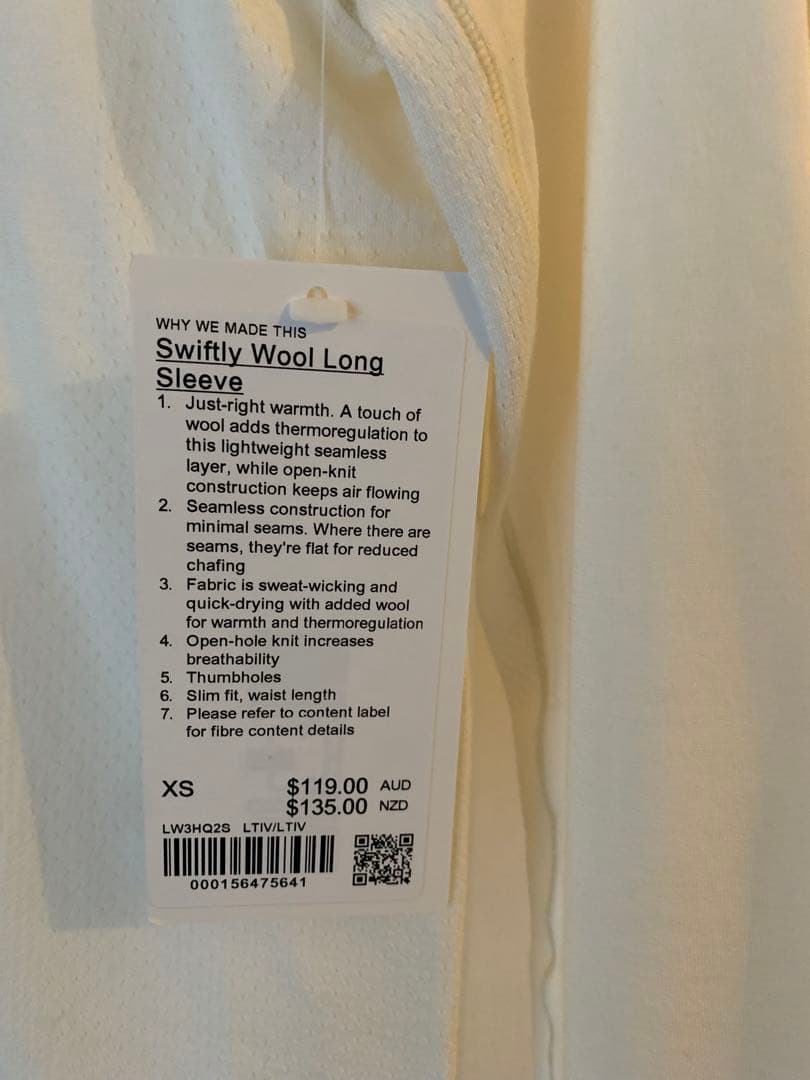 WHY WE MADE THIS
Swiftly Wool Long
Sleeve
1. Just-right warmth. A touch of
wool adds thermoregulation to
this lightweight seamless
layer, while open-knit
construction keeps air flowing
2. Seamless construction for
minimal seams. Where there are
seams, they're flat for reduced
chafing
3. Fabric is sweat-wicking and
quick-drying with added wool
for warmth and thermoregulation
4. Open-hole knit increases
breathability
5. Thumbholes
6. Slim fit, waist length
7. Please refer to content label
for fibre content details
XS $119.00 AUD
$135.00 NZD
LW3HQ2S LTIV/LTIV
000156475641